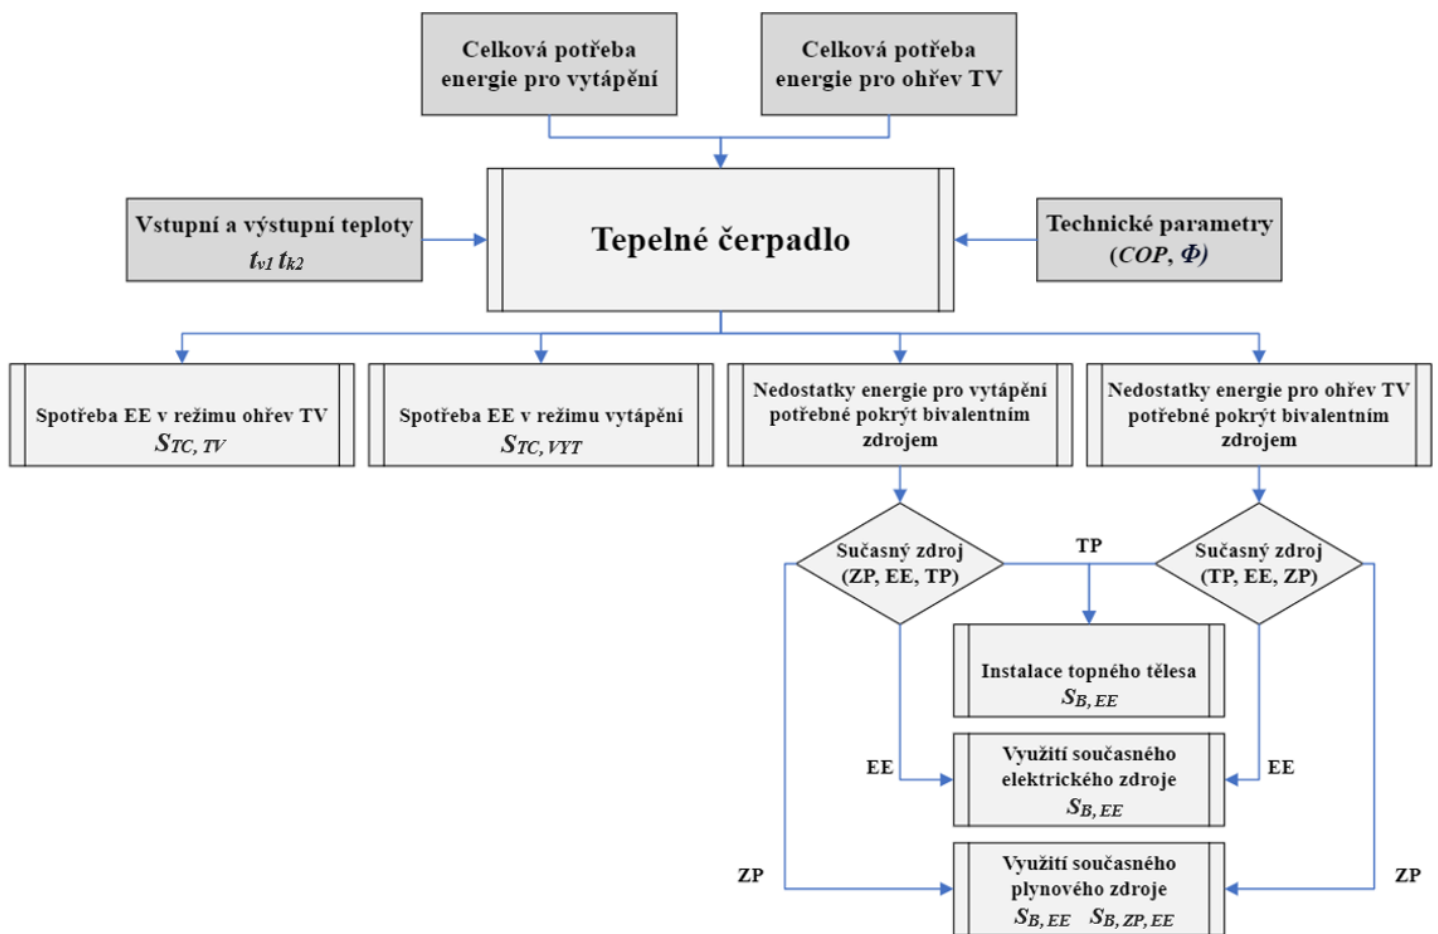 Celková potřeba
energie pro vytápění
Celková potřeba
energie pro ohřev TV
Vstupní a výstupní teploty
tv1 tk2
Tepelné čerpadlo
Technické parametry
(COP, Φ)
Spotřeba EE v režimu ohřev TV
STC, TV
Spotřeba EE v režimu vytápění
STC, VYT
Nedostatky energie pro vytápění
potřebné pokrýt bivalentním
zdrojem
Nedostatky energie pro ohřev TV
potřebné pokrýt bivalentním
zdrojem
Sučasný zdroj
(ZP, EE, TP)
TP
Sučasný zdroj
(TP, EE, ZP)
Instalace topného tělesa
SB, EE
EE
Využití současného
elektrického zdroje
SB, EE
EE
ZP
Využití současného
plynového zdroje
SB, EE SB, ZP, EE
ZP